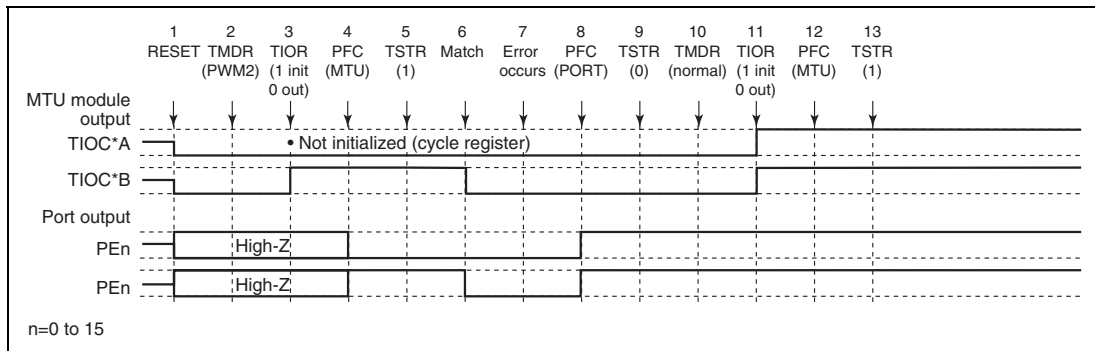 1 2 3 4 5 6 7 8 9 10 11 12 13
RESET TMDR TIOR PFC TSTR Match Error PFC TSTR TMDR TIOR PFC TSTR
(PWM2) (1 init (MTU) (1) occurs (PORT) (0) (normal) (1 init (MTU) (1)
0 out) 0 out)
MTU module
output
TIOC*A • Not initialized (cycle register)
TIOC*B
Port output
PEn High-Z
PEn High-Z
n=0 to 15